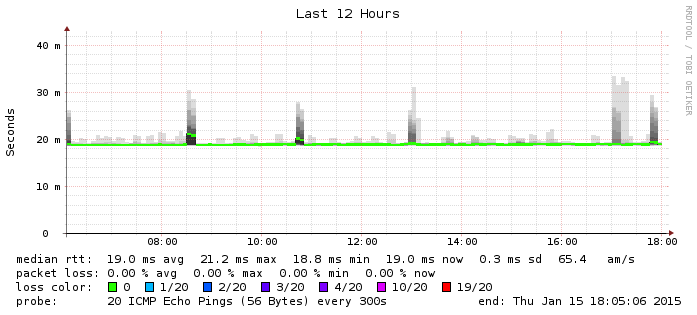 Last 12 Hours
RRDTOOL / TOBI OETIKER
Seconds
40 m
30 m
20 m
10 m
0
08:00 10:00 12:00 14:00 16:00 18:00
median rtt: 19.0 ms avg 21.2 ms max 18.8 ms min 19.0 ms now 0.3 ms sd 65.4 am/s
packet loss: 0.00 % avg 0.00 % max 0.00 % min 0.00 % now
loss color: 0 1/20 2/20 3/20 4/20 10/20 19/20
probe: 20 ICMP Echo Pings (56 Bytes) every 300s end: Thu Jan 15 18:05:06 2015